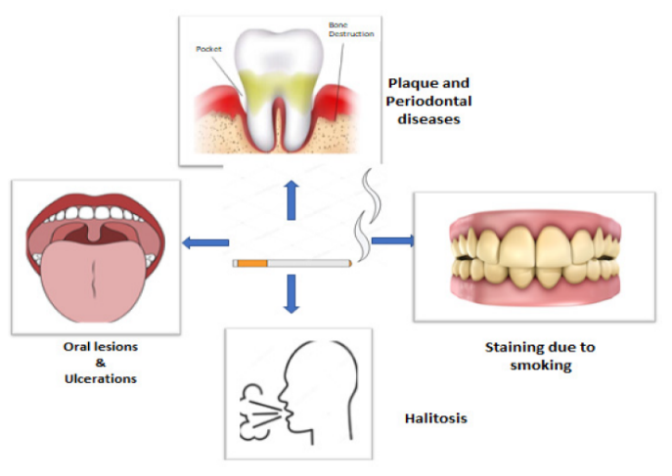 Bone
Destruction
Pocket
Plaque and
Periodontal
diseases
Oral lesions
&
Ulcerations
Staining due to
smoking
Halitosis